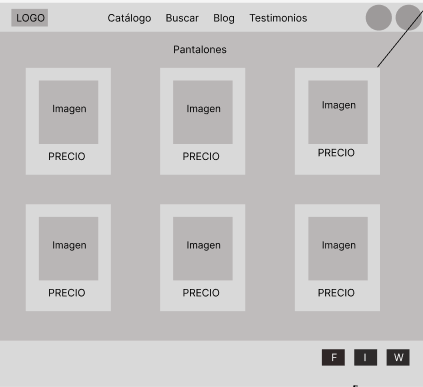 LOGO Catálogo Buscar Blog Testimonios
Pantalones
Imagen Imagen Imagen
PRECIO PRECIO PRECIO
Imagen Imagen Imagen
PRECIO PRECIO PRECIO
F I W